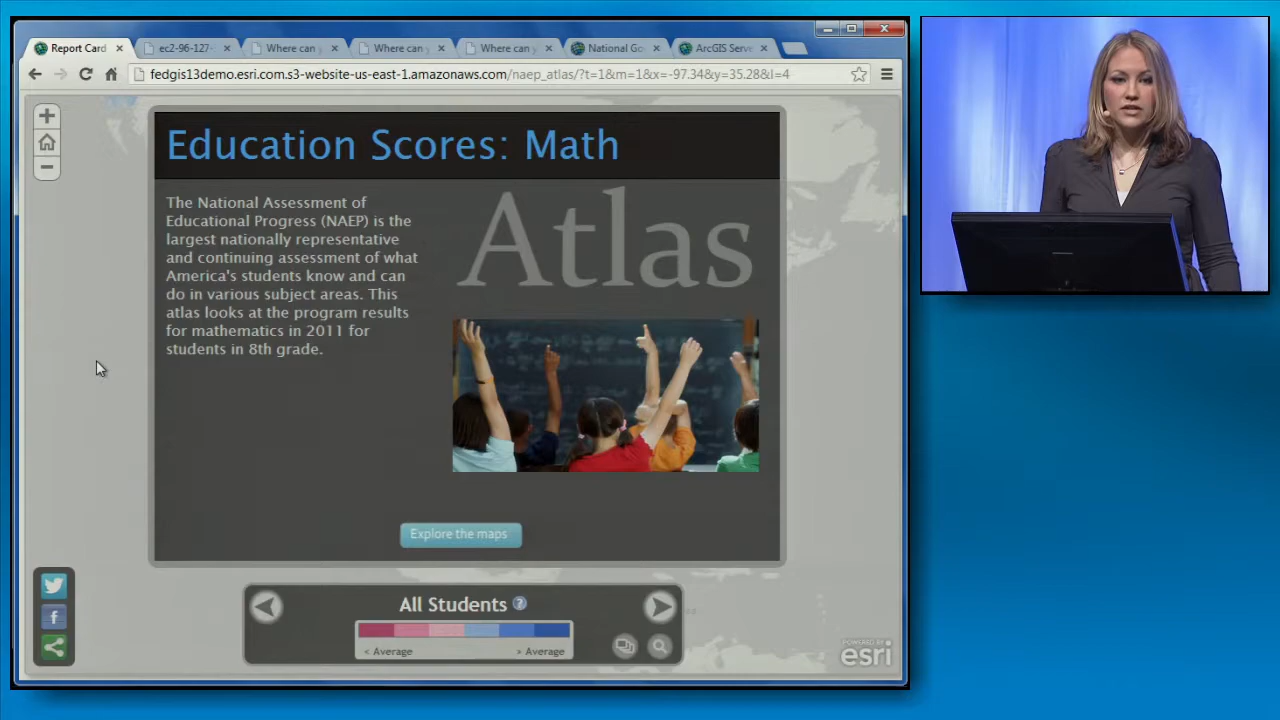 Report Card
ec2-96-127-
Where can y
Where can y
Where can y
National Go
ArcGIS Serve
fedgis13demo.esri.com.s3-website-us-east-1.amazonaws.com/naep_atlas/?t=1&m=1&x=-97.34&y=35.28&l=4
Education Scores: Math
The National Assessment of
Educational Progress (NAEP) is the
largest nationally representative
and continuing assessment of what
America's students know and can
do in various subject areas. This
atlas looks at the program results
for mathematics in 2011 for
students in 8th grade.
Atlas
Explore the maps
All Students ?
< Average
> Average
POWERED BY
esri